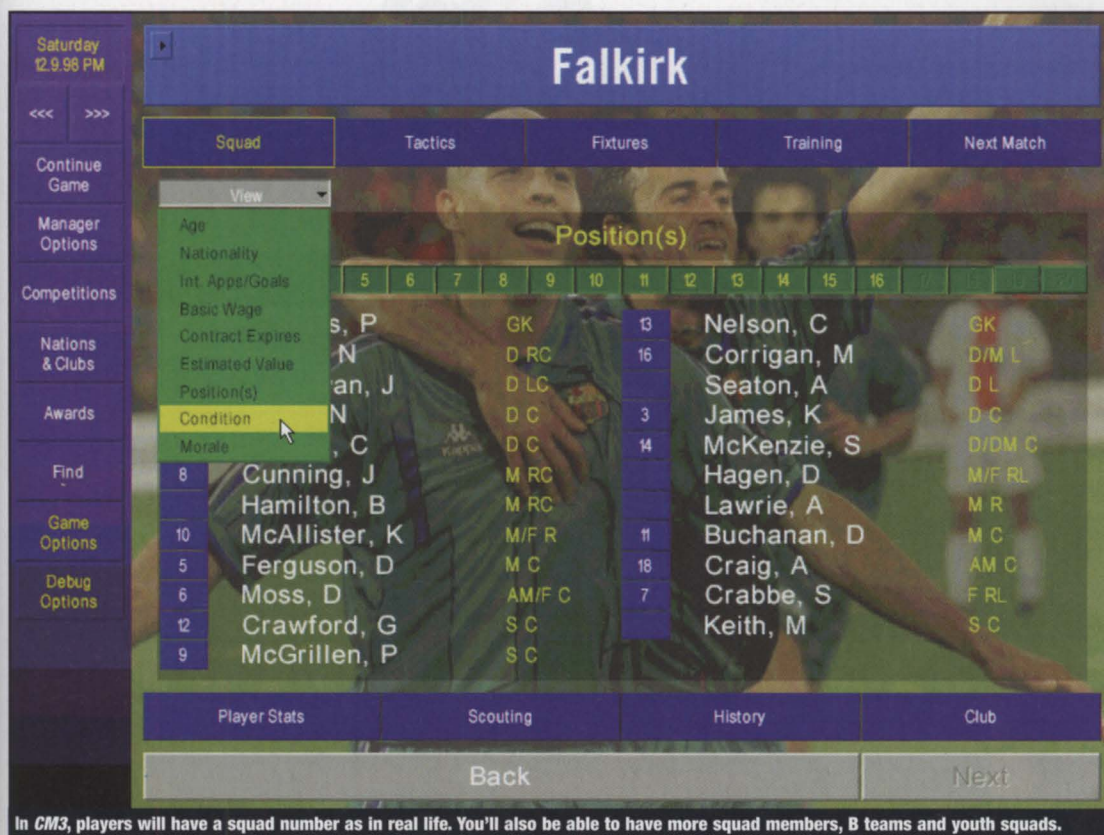 Saturday
12.9.98 PM
<<< >>>
Continue
Game
Manager
Options
Competitions
Nations
& Clubs
Awards
Find
Game
Options
Debug
Options
Falkirk
Squad Tactics Fixtures Training Next Match
View
Age
Nationality
Int. Apps/Goals
Basic Wage
Contract Expires
Estimated Value
Position(s)
Condition
Morale
Position(s)
5 6 7 8 9 10 11 12 13 14 15 16
s, P GK
N D RC
an, J D LC
N D C
, C D C
8 Cunning, J M RC
Hamilton, B M RC
10 McAllister, K M/F R
5 Ferguson, D M C
6 Moss, D AM/F C
12 Crawford, G S C
9 McGrillen, P S C
13 Nelson, C GK
16 Corrigan, M D/M L
Seaton, A D L
3 James, K D C
14 McKenzie, S D/DM C
Hagen, D M/F RL
Lawrie, A M R
11 Buchanan, D M C
18 Craig, A AM C
7 Crabbe, S F RL
Keith, M S C
Player Stats Scouting History Club
Back Next
Kappa
In CM3, players will have a squad number as in real life. You'll also be able to have more squad members, B teams and youth squads.